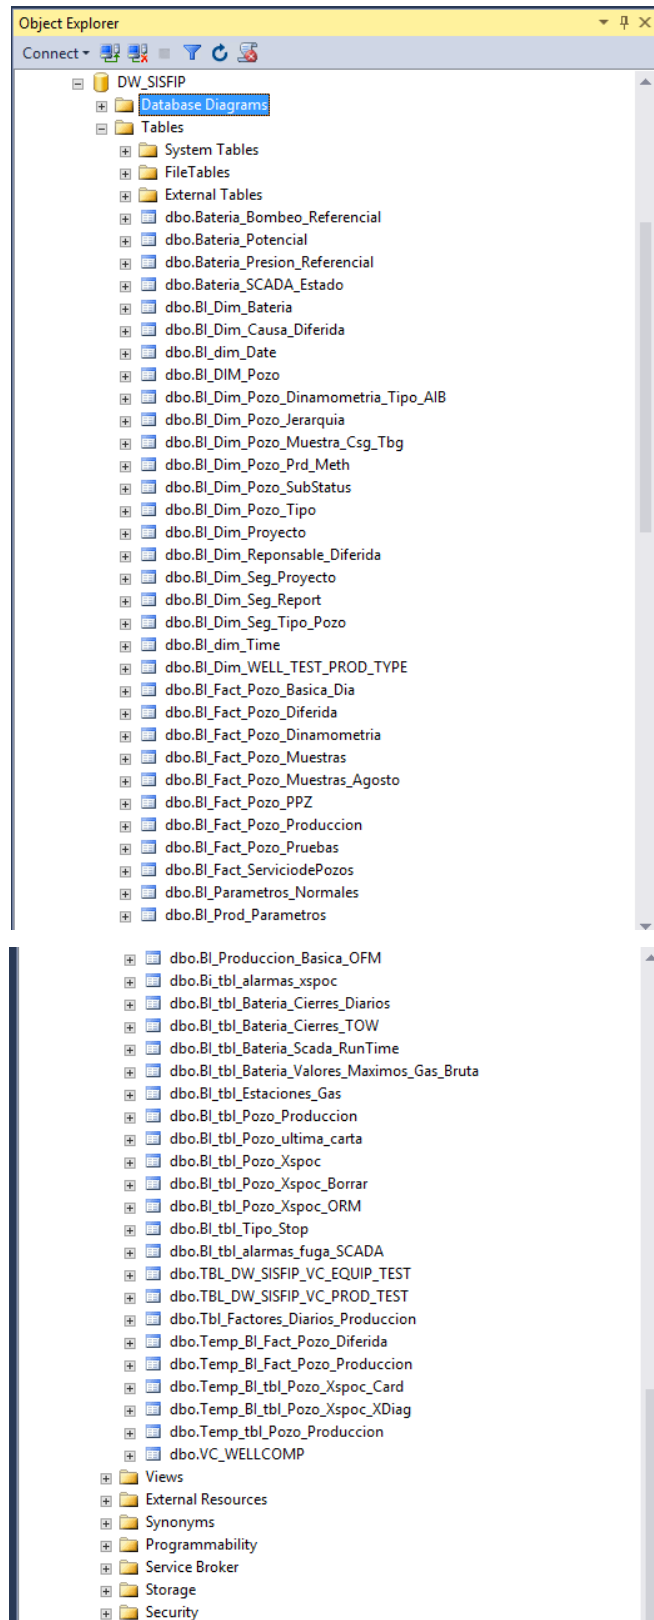 Object Explorer
Connect
DW_SISFIP
Database Diagrams
Tables
System Tables
FileTables
External Tables
dbo.Bateria_Bombeo_Referencial
dbo.Bateria_Potencial
dbo.Bateria_Presion_Referencial
dbo.Bateria_SCADA_Estado
dbo.BI_Dim_Bateria
dbo.BI_Dim_Causa_Diferida
dbo.BI_dim_Date
dbo.BI_DIM_Pozo
dbo.BI_Dim_Pozo_Dinamometria_Tipo_AIB
dbo.BI_Dim_Pozo_Jerarquia
dbo.BI_Dim_Pozo_Muestra_Csg_Tbg
dbo.BI_Dim_Pozo_Prd_Meth
dbo.BI_Dim_Pozo_SubStatus
dbo.BI_Dim_Pozo_Tipo
dbo.BI_Dim_Proyecto
dbo.BI_Dim_Reponsable_Diferida
dbo.BI_Dim_Seg_Proyecto
dbo.BI_Dim_Seg_Report
dbo.BI_Dim_Seg_Tipo_Pozo
dbo.BI_dim_Time
dbo.BI_Dim_WELL_TEST_PROD_TYPE
dbo.BI_Fact_Pozo_Basica_Dia
dbo.BI_Fact_Pozo_Diferida
dbo.BI_Fact_Pozo_Dinamometria
dbo.BI_Fact_Pozo_Muestras
dbo.BI_Fact_Pozo_Muestras_Agosto
dbo.BI_Fact_Pozo_PPZ
dbo.BI_Fact_Pozo_Produccion
dbo.BI_Fact_Pozo_Pruebas
dbo.BI_Fact_ServiciodePozos
dbo.BI_Parametros_Normales
dbo.BI_Prod_Parametros
dbo.BI_Produccion_Basica_OFM
dbo.Bi_tbl_alarmas_xspoc
dbo.BI_tbl_Bateria_Cierres_Diarios
dbo.BI_tbl_Bateria_Cierres_TOW
dbo.BI_tbl_Bateria_Scada_RunTime
dbo.BI_tbl_Bateria_Valores_Maximos_Gas_Bruta
dbo.BI_tbl_Estaciones_Gas
dbo.BI_tbl_Pozo_Produccion
dbo.BI_tbl_Pozo_ultima_carta
dbo.BI_tbl_Pozo_Xspoc
dbo.BI_tbl_Pozo_Xspoc_Borrar
dbo.BI_tbl_Pozo_Xspoc_ORM
dbo.BI_tbl_Tipo_Stop
dbo.BI_tbl_alarmas_fuga_SCADA
dbo.TBL_DW_SISFIP_VC_EQUIP_TEST
dbo.TBL_DW_SISFIP_VC_PROD_TEST
dbo.Tbl_Factores_Diarios_Produccion
dbo.Temp_BI_Fact_Pozo_Diferida
dbo.Temp_BI_Fact_Pozo_Produccion
dbo.Temp_BI_tbl_Pozo_Xspoc_Card
dbo.Temp_BI_tbl_Pozo_Xspoc_XDiag
dbo.Temp_tbl_Pozo_Produccion
dbo.VC_WELLCOMP
Views
External Resources
Synonyms
Programmability
Service Broker
Storage
Security